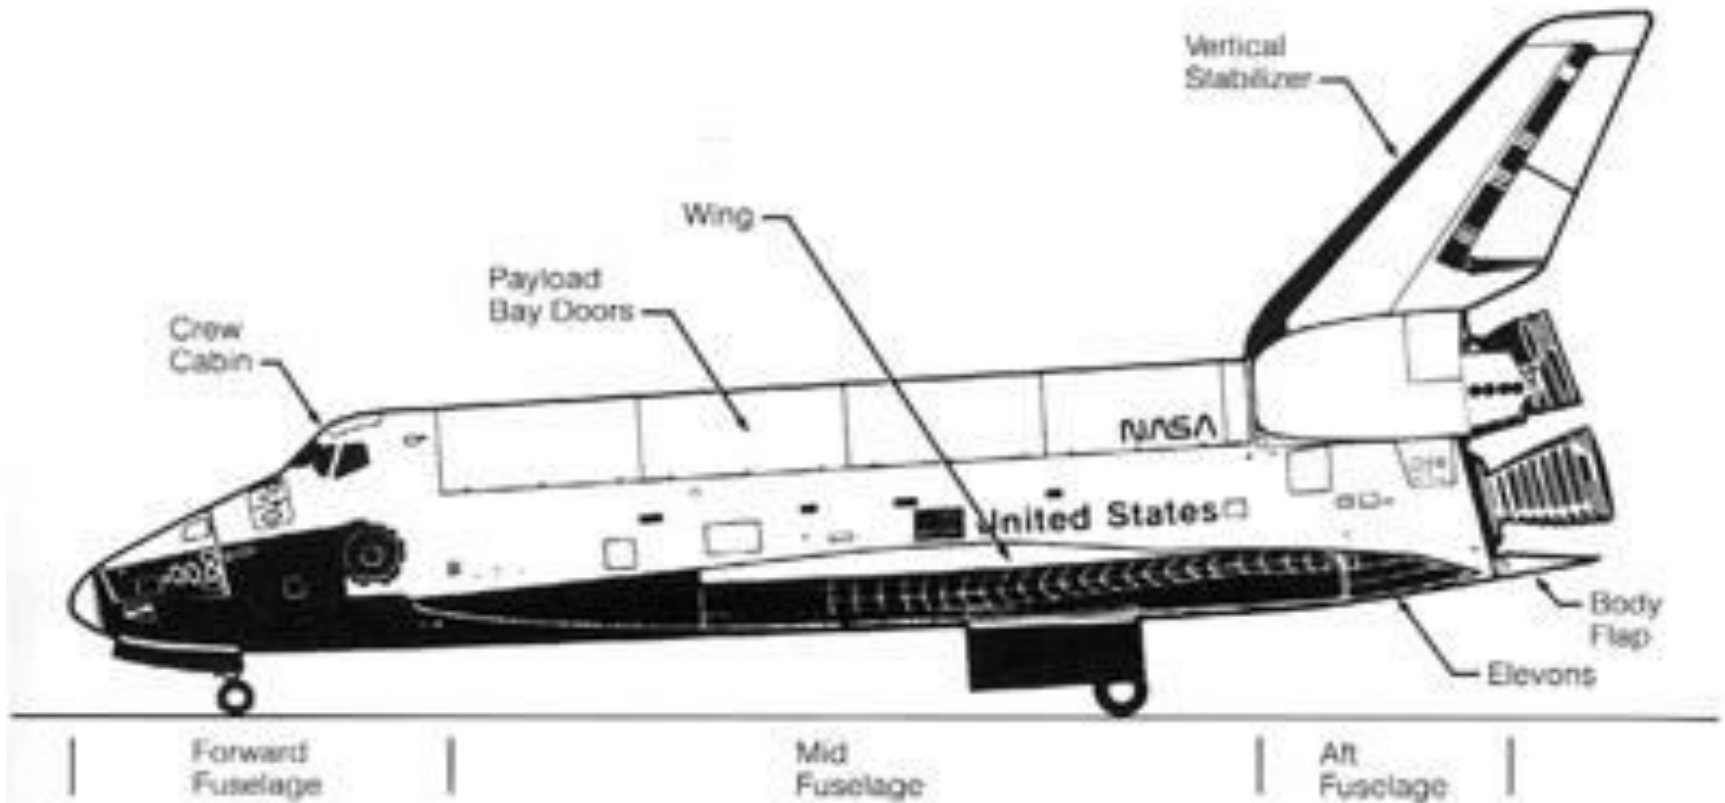 Vertical
Stabilizer
Wing
Payload
Bay Doors
Crew
Cabin
NASA
United States
Body
Flap
Elevons
Forward
Fuselage
Mid
Fuselage
Aft
Fuselage